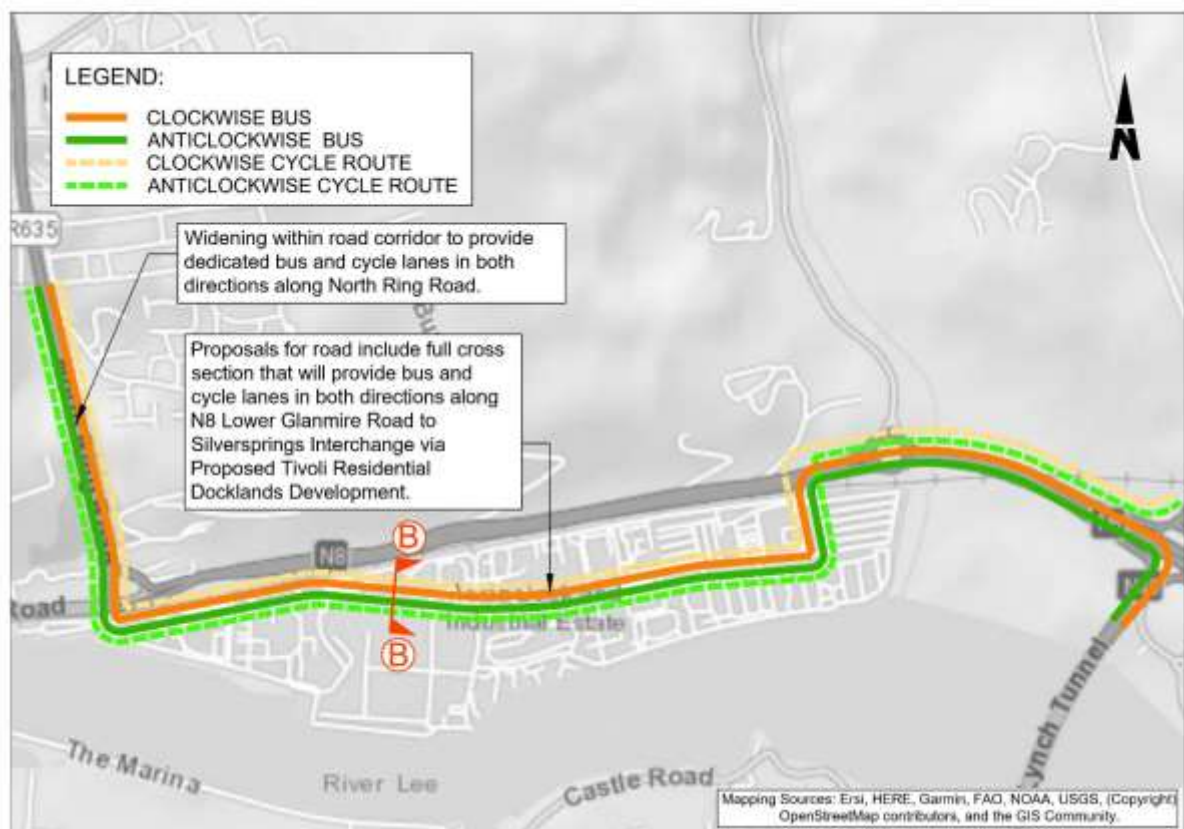 LEGEND:
CLOCKWISE BUS
ANTICLOCKWISE BUS
CLOCKWISE CYCLE ROUTE
ANTICLOCKWISE CYCLE ROUTE
N
R635
Widening within road corridor to provide
dedicated bus and cycle lanes in both
directions along North Ring Road.
Proposals for road include full cross
section that will provide bus and
cycle lanes in both directions along
N8 Lower Glanmire Road to
Silversprings Interchange via
Proposed Tivoli Residential
Docklands Development.
N8
B
Road
Industrial Estate
B
The Marina
River Lee
Castle Road
Lynch Tunnel
Mapping Sources: Ersi, HERE, Garmin, FAO, NOAA, USGS, (Copyright)
OpenStreetMap contributors, and the GIS Community.